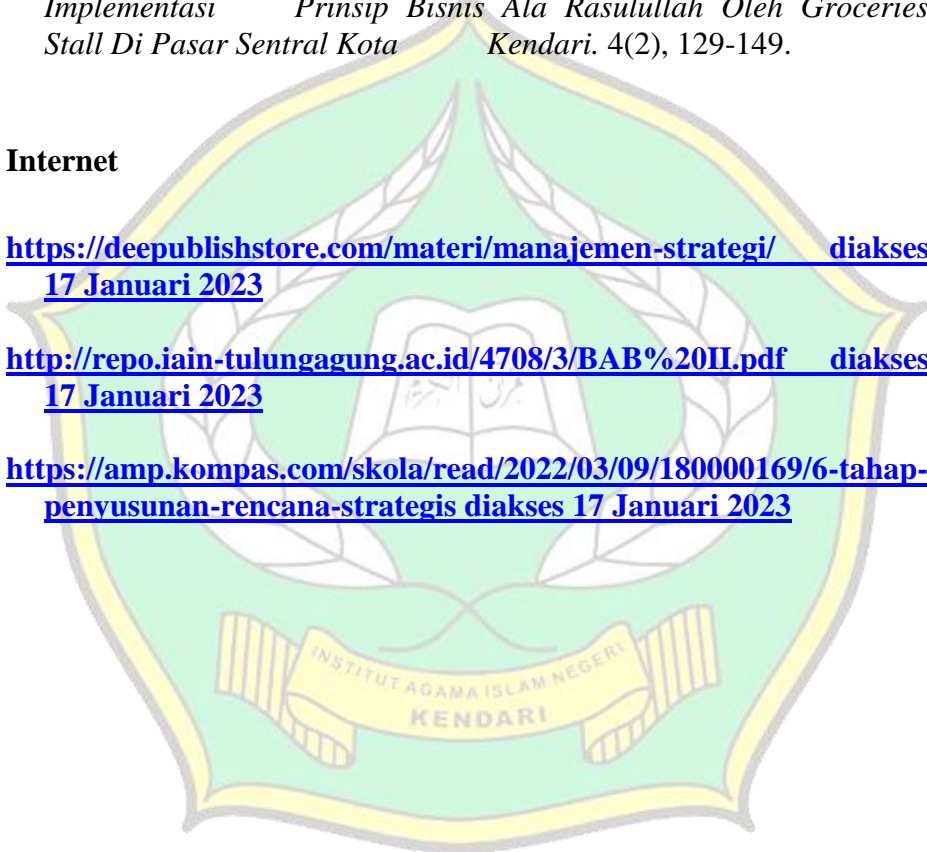 Implementasi Prinsip Bisnis Ala Rasulullah Oleh Groceries
Stall Di Pasar Sentral Kota Kendari. 4(2), 129-149.
Internet
https://deepublishstore.com/materi/manajemen-strategi/ diakses
17 Januari 2023
http://repo.iain-tulungagung.ac.id/4708/3/BAB%20II.pdf diakses
17 Januari 2023
https://amp.kompas.com/skola/read/2022/03/09/180000169/6-tahap-
penyusunan-rencana-strategis diakses 17 Januari 2023
INSTITUT AGAMA ISLAM NEGERI
KENDARI